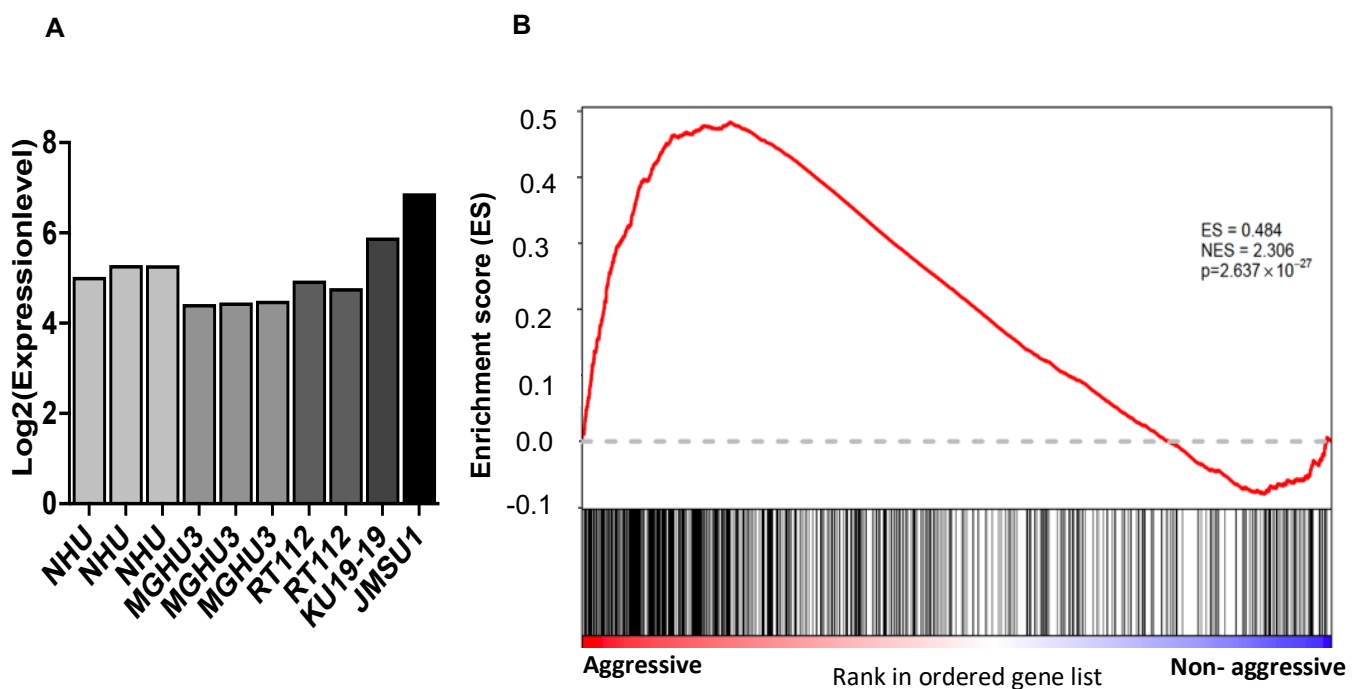 A
B
Log2(Expressionlevel)
8
6
4
2
0
NHU
NHU
NHU
MGHU3
MGHU3
MGHU3
RT112
RT112
KU19-19
JMSU1
Enrichment score (ES)
0.5
0.4
0.3
0.2
0.1
0.0
-0.1
ES = 0.484
NES = 2.306
p=2.637 × 10⁻²⁷
Aggressive
Rank in ordered gene list
Non- aggressive